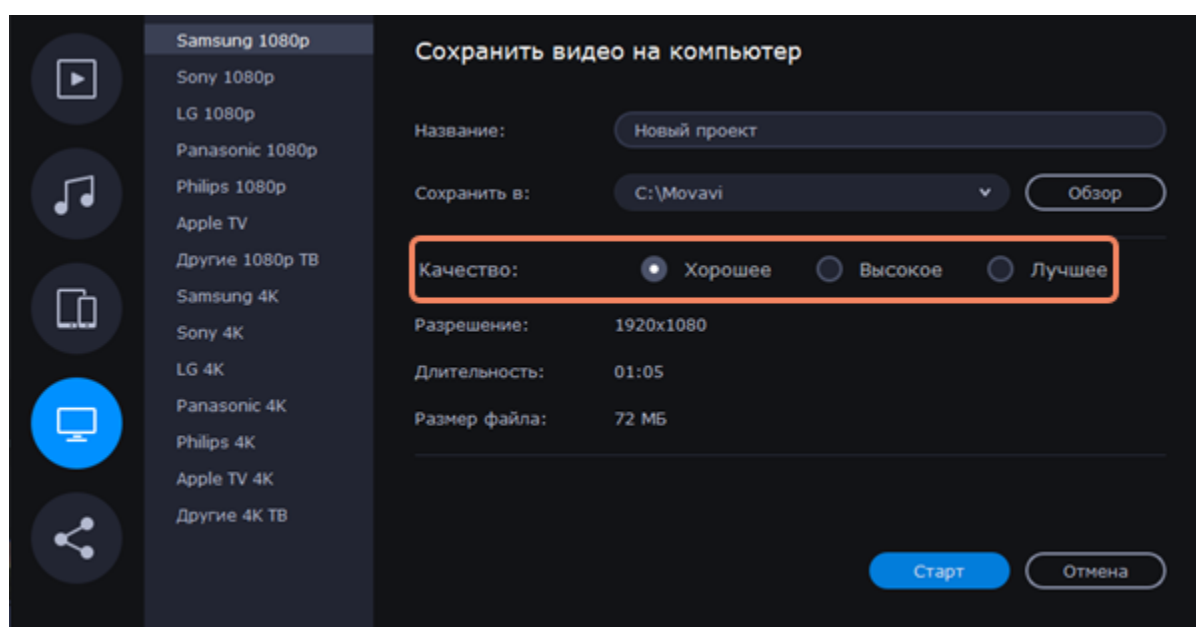 Samsung 1080p
Sony 1080p
LG 1080p
Panasonic 1080p
Philips 1080p
Apple TV
Другие 1080p ТВ
Samsung 4K
Sony 4K
LG 4K
Panasonic 4K
Philips 4K
Apple TV 4K
Другие 4K ТВ
Сохранить видео на компьютер
Название: Новый проект
Сохранить в: C:\Movavi Обзор
Качество: Хорошее Высокое Лучшее
Разрешение: 1920x1080
Длительность: 01:05
Размер файла: 72 МБ
Старт Отмена